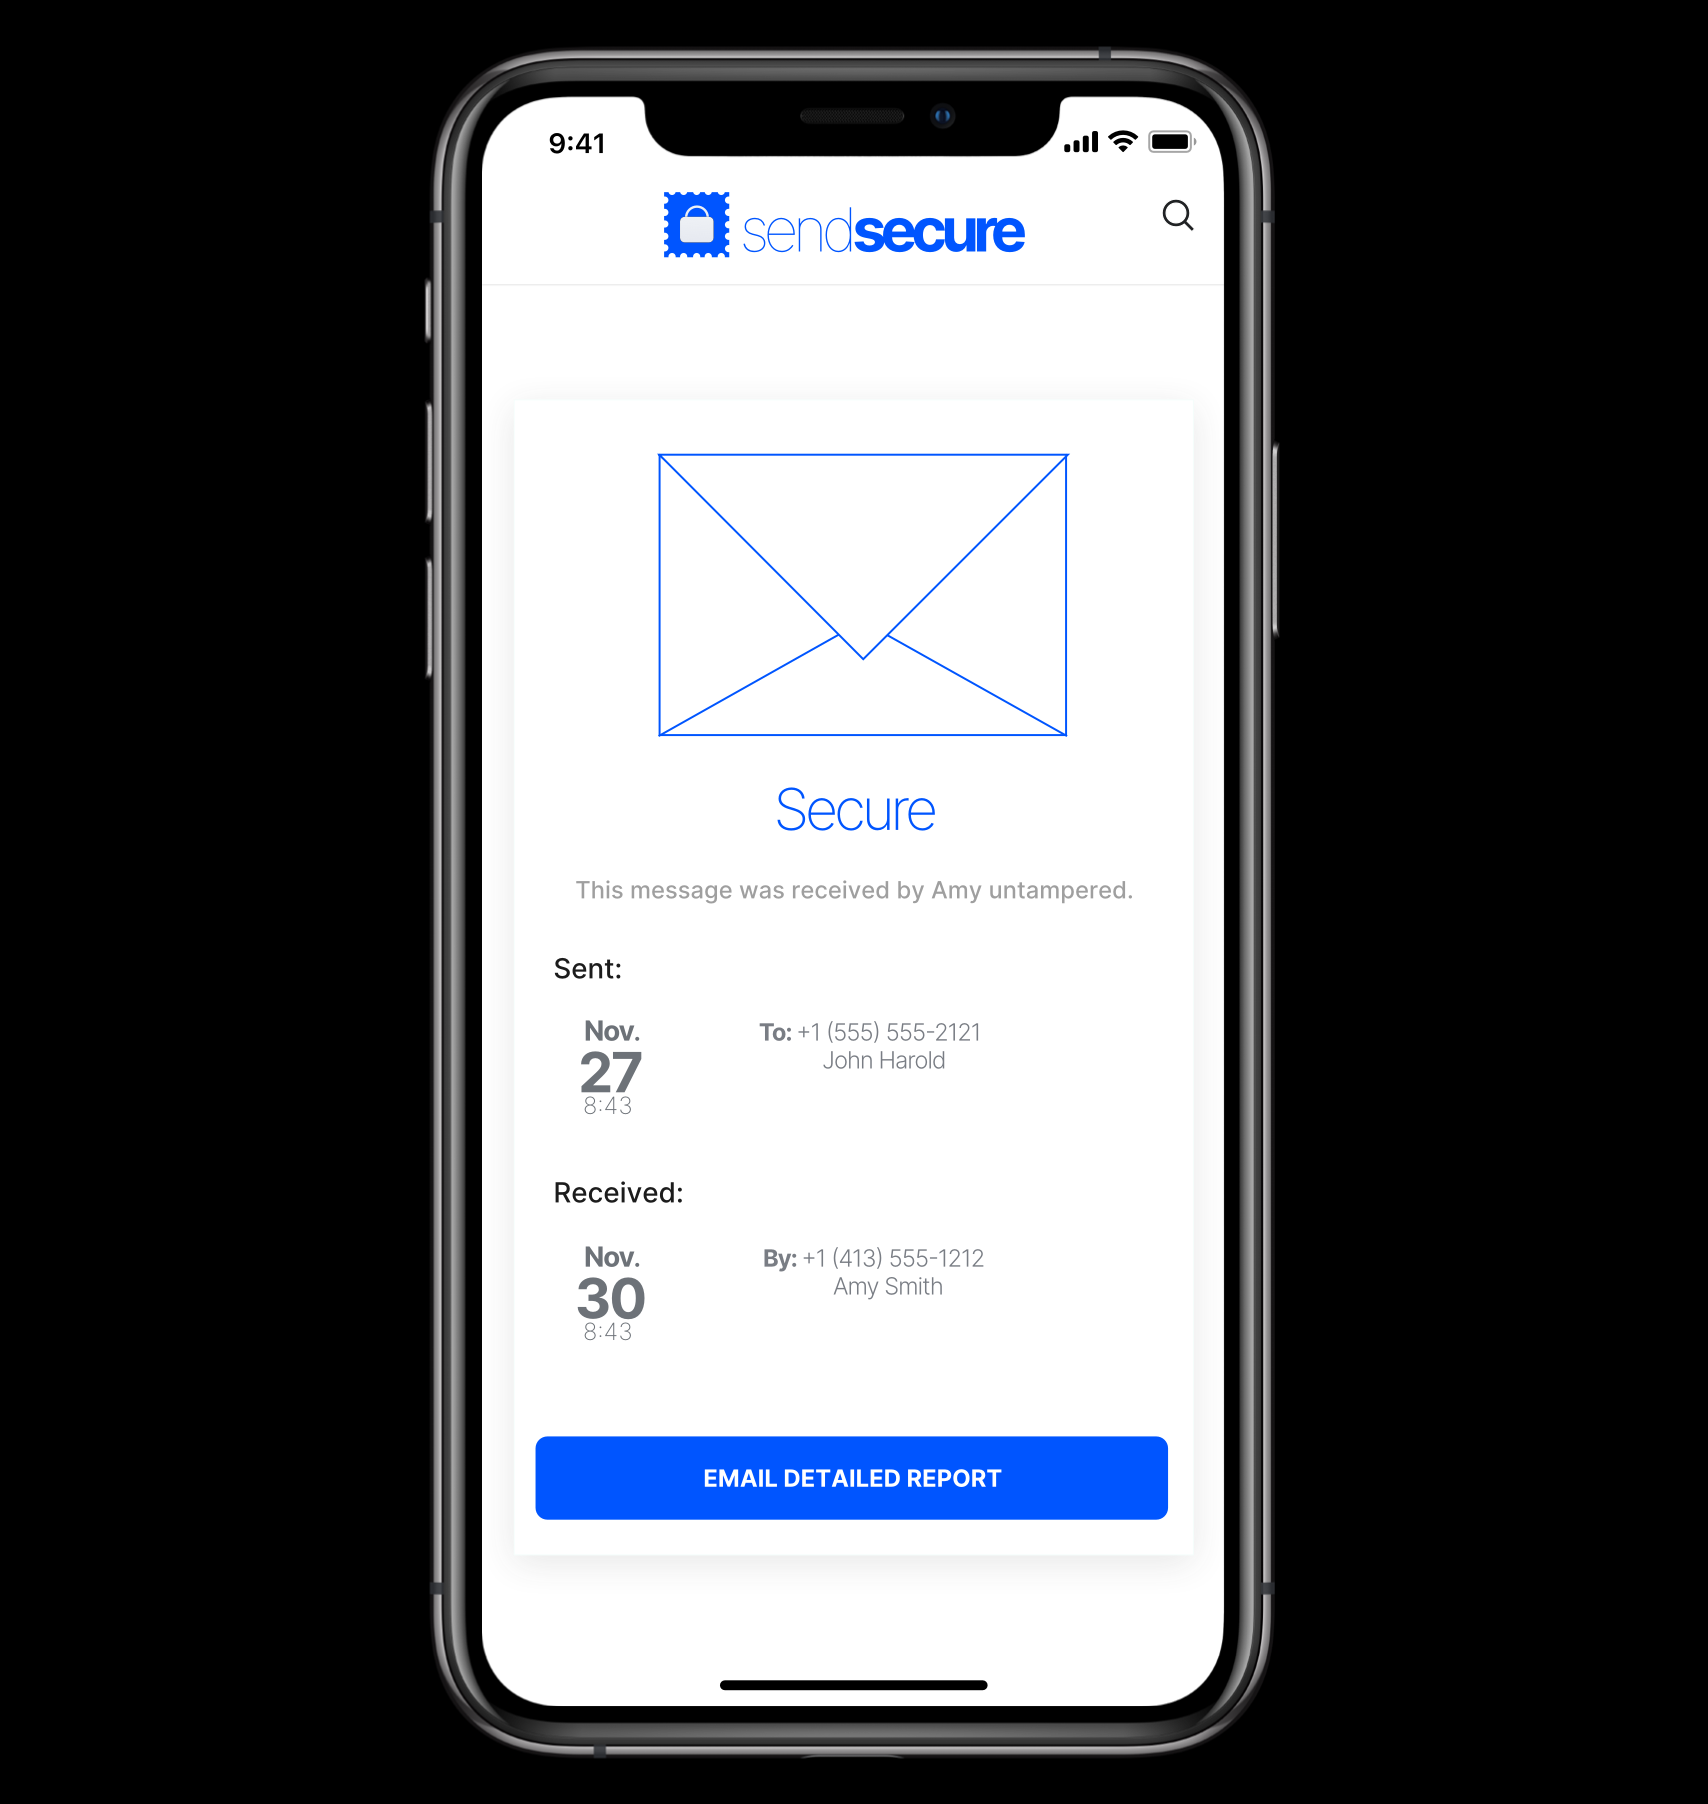 9:41
sendsecure
Secure
This message was received by Amy untampered.
Sent:
Nov.
27
8:43
To: +1 (555) 555-2121
John Harold
Received:
Nov.
30
8:43
By: +1 (413) 555-1212
Amy Smith
EMAIL DETAILED REPORT